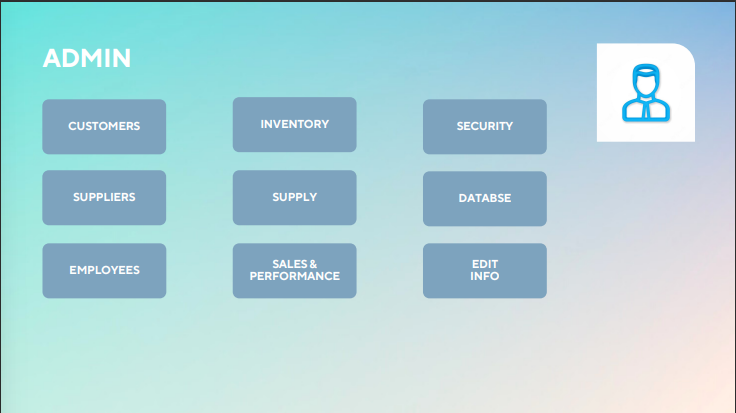 ADMIN
CUSTOMERS
INVENTORY
SECURITY
SUPPLIERS
SUPPLY
DATABSE
EMPLOYEES
SALES &
PERFORMANCE
EDIT
INFO